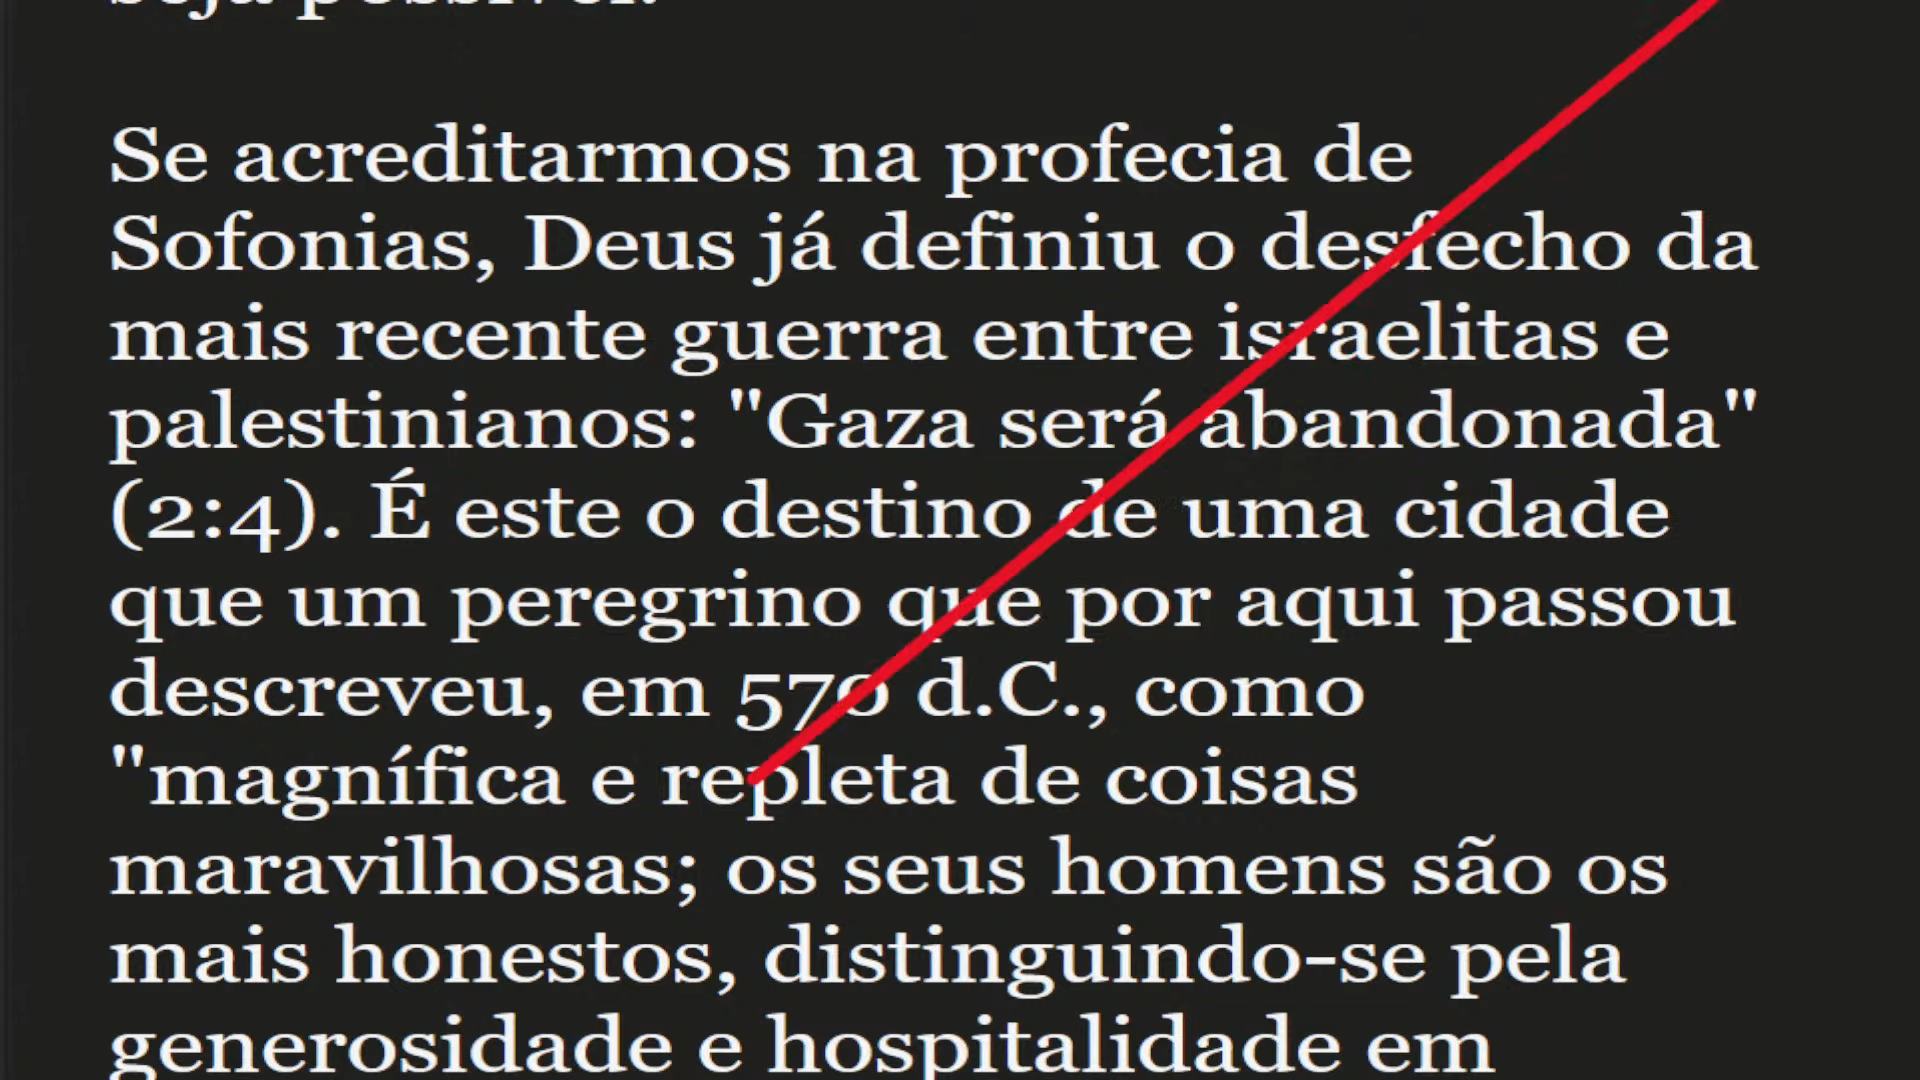 seja possível.
Se acreditarmos na profecia de
Sofonias, Deus já definiu o desfecho da
mais recente guerra entre israelitas e
palestinianos: "Gaza será abandonada"
(2:4). É este o destino de uma cidade
que um peregrino que por aqui passou
descreveu, em 570 d.C., como
"magnífica e repleta de coisas
maravilhosas; os seus homens são os
mais honestos, distinguindo-se pela
generosidade e hospitalidade em